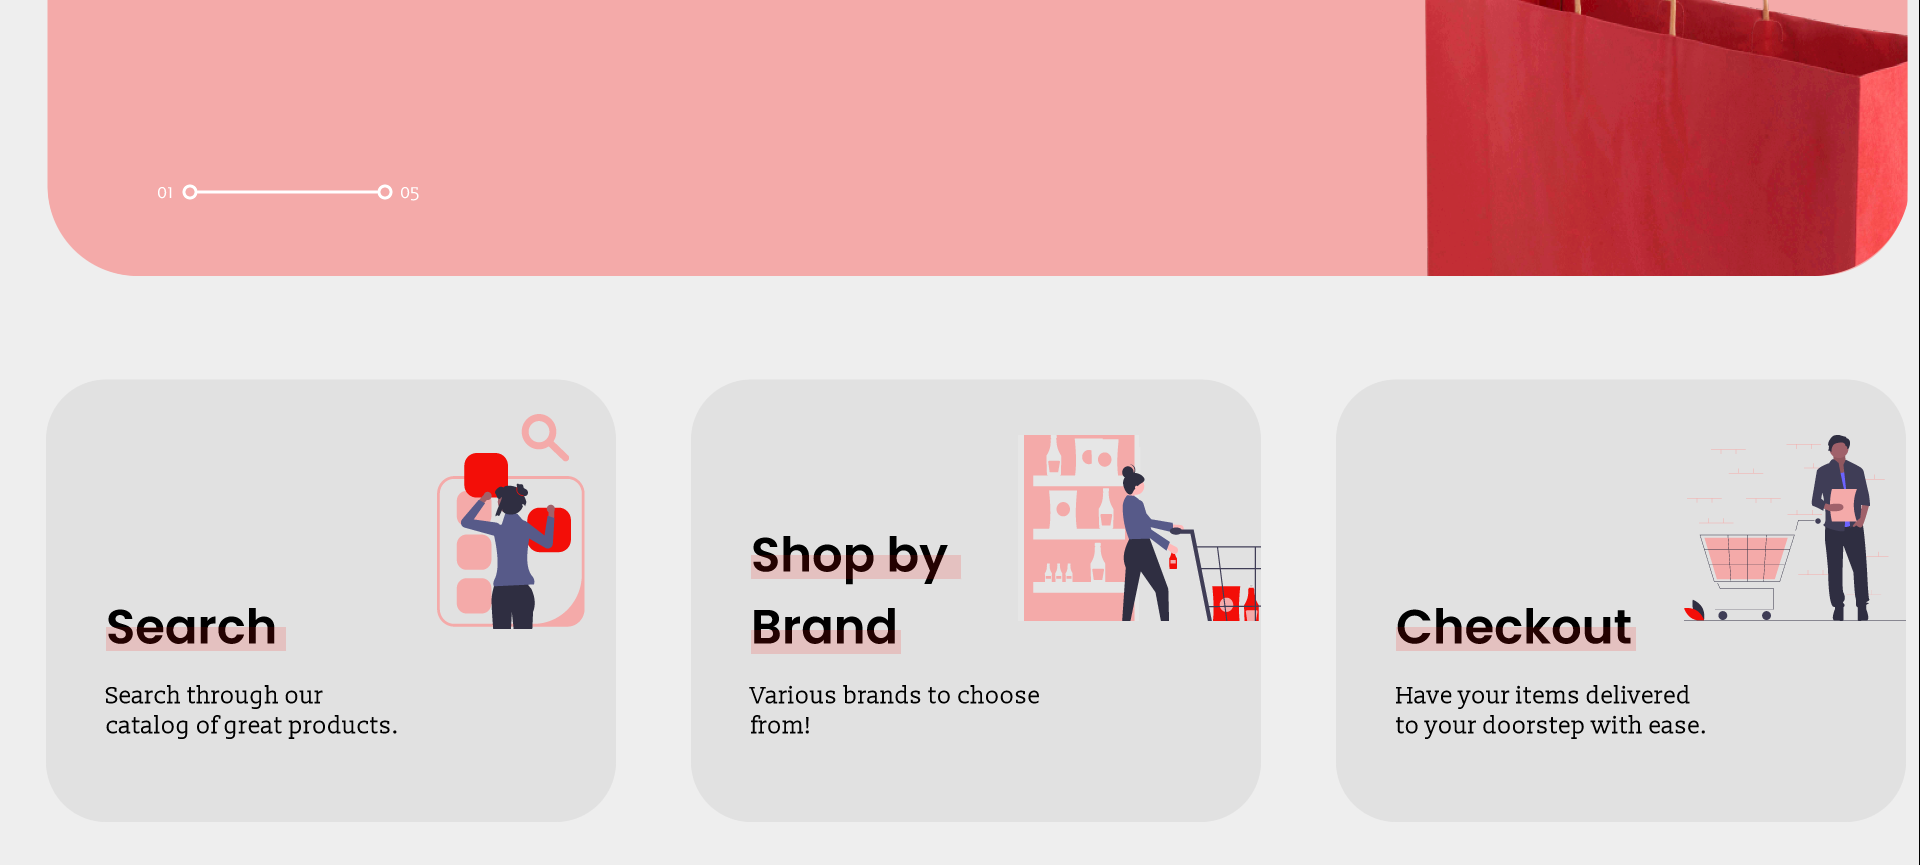 01 05
Search
Search through our
catalog of great products.
Shop by
Brand
Various brands to choose
from!
Checkout
Have your items delivered
to your doorstep with ease.